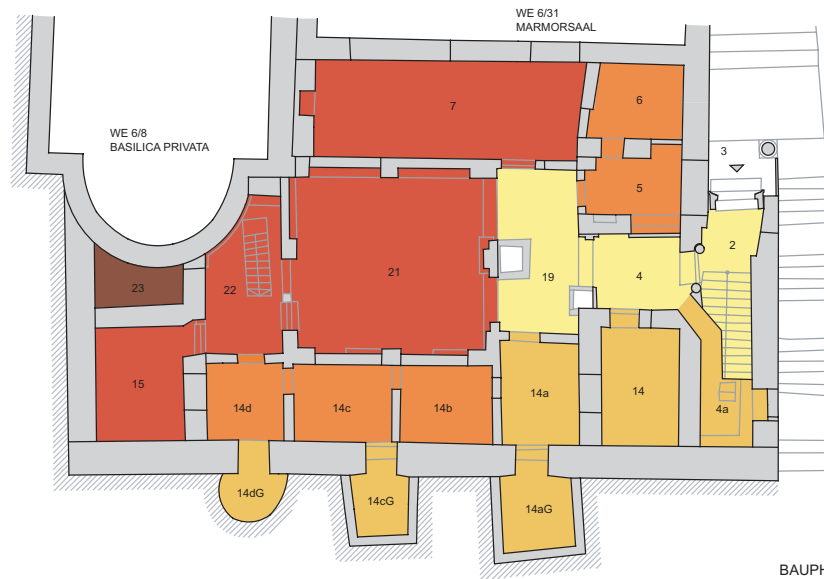 WE 6/31
MARMORSAAL
WE 6/8
BASILICA PRIVATA
7
6
3
5
2
21
19
4
23
22
15
14d
14c
14b
14a
14
4a
14dG
14cG
14aG
BAUPH